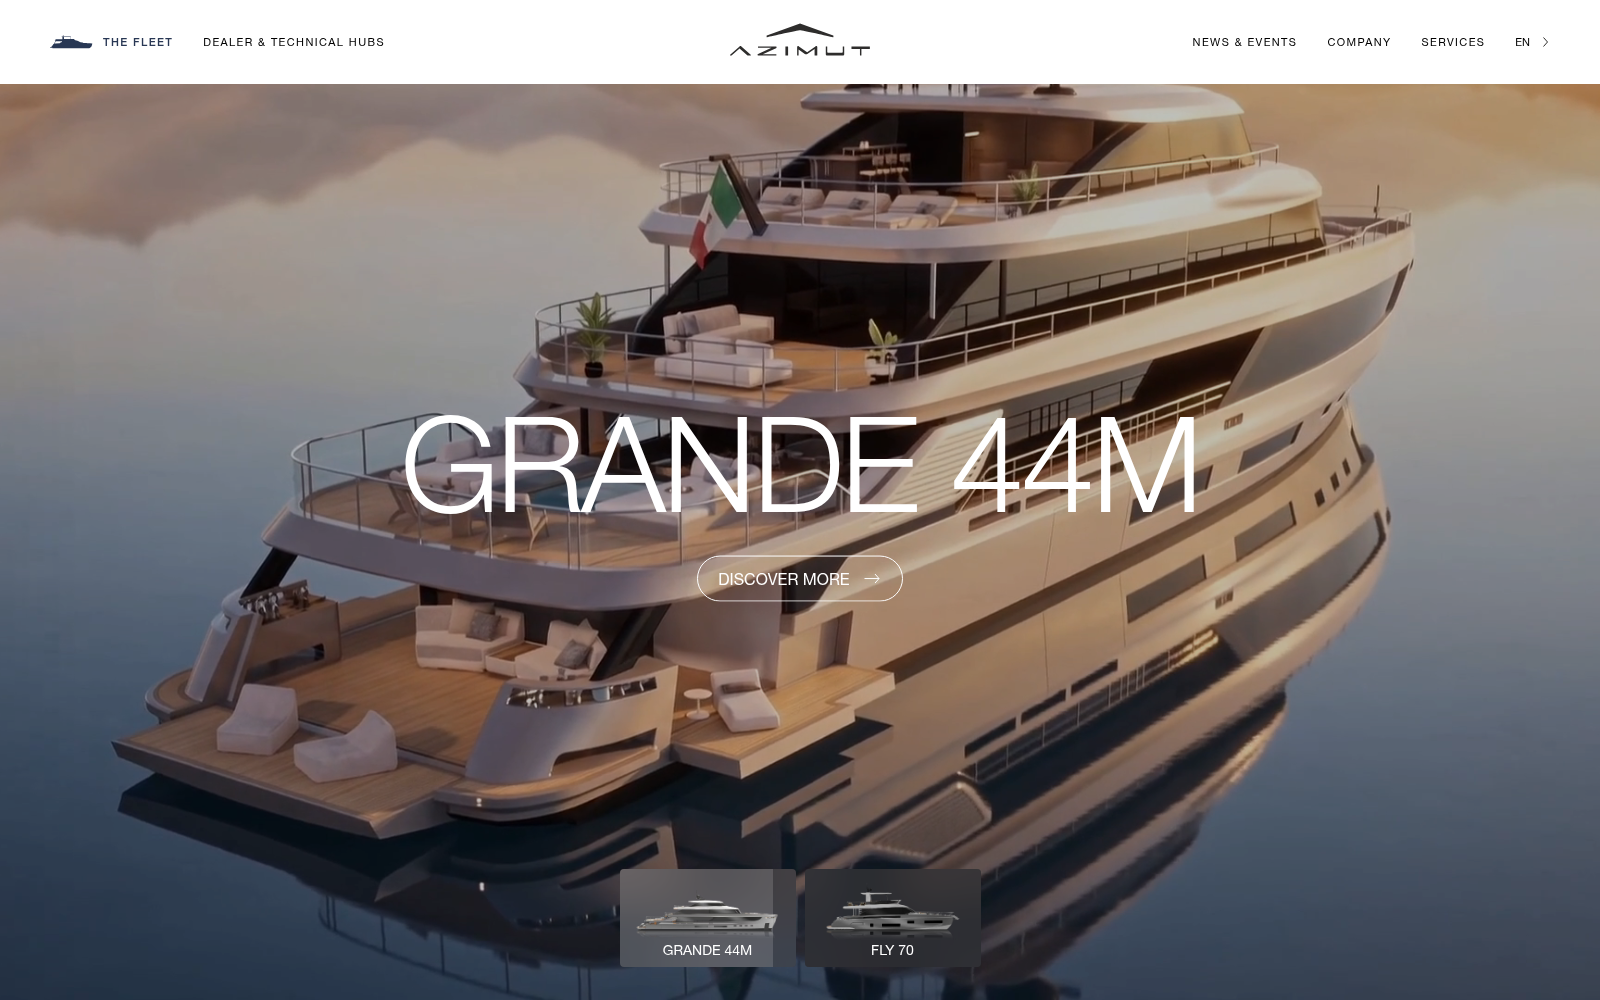 THE FLEET
DEALER & TECHNICAL HUBS
AZIMUT
NEWS & EVENTS
COMPANY
SERVICES
EN
GRANDE 44M
DISCOVER MORE
GRANDE 44M
FLY 70